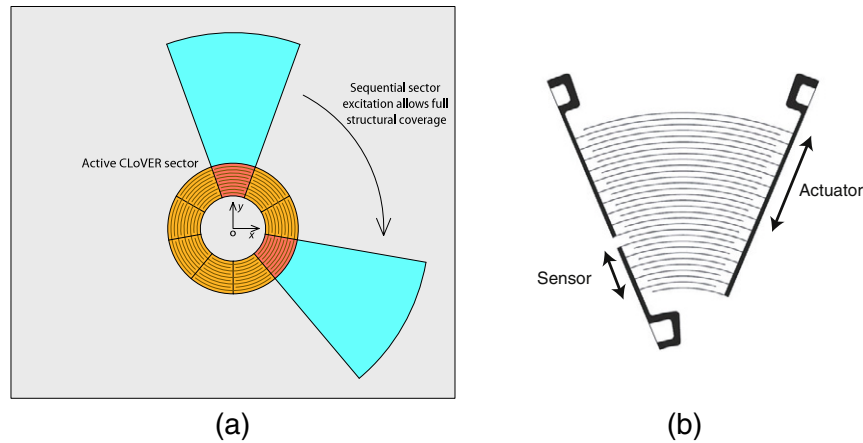 Sequential sector
excitation allows full
structural coverage
Active CLoVER sector
y
o
x
Actuator
Sensor
(a)
(b)